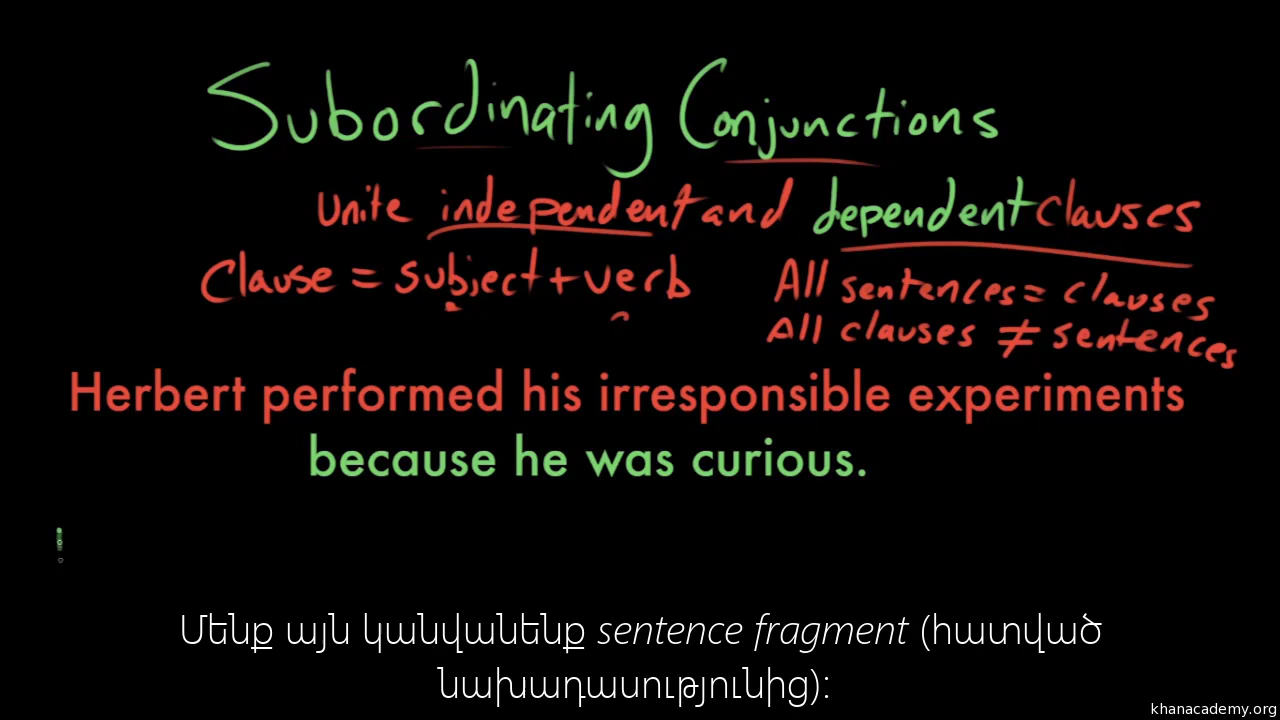 Subordinating Conjunctions
unite independent and dependent clauses
Clause = subject + verb
All sentences = clauses
All clauses ≠ sentences
Herbert performed his irresponsible experiments
because he was curious.
Մենք այն կանվանենք sentence fragment (հատված
նախադասությունից):
khanacademy.org